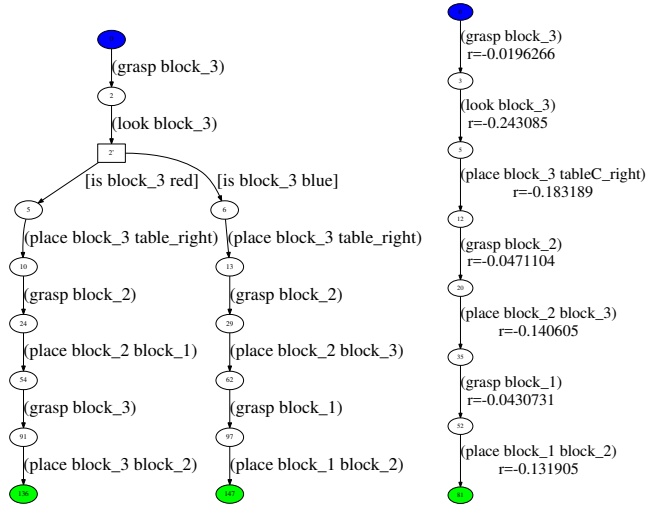 (grasp block_3)
2
(look block_3)
2'
[is block_3 red]
[is block_3 blue]
5
6
(place block_3 table_right)
(place block_3 table_right)
10
13
(grasp block_2)
(grasp block_2)
24
29
(place block_2 block_1)
(place block_2 block_3)
54
62
(grasp block_3)
(grasp block_1)
91
97
(place block_3 block_2)
(place block_1 block_2)
136
147
(grasp block_3)
r=-0.0196266
3
(look block_3)
r=-0.243085
5
(place block_3 tableC_right)
r=-0.183189
12
(grasp block_2)
r=-0.0471104
20
(place block_2 block_3)
r=-0.140605
35
(grasp block_1)
r=-0.0430731
52
(place block_1 block_2)
r=-0.131905
81